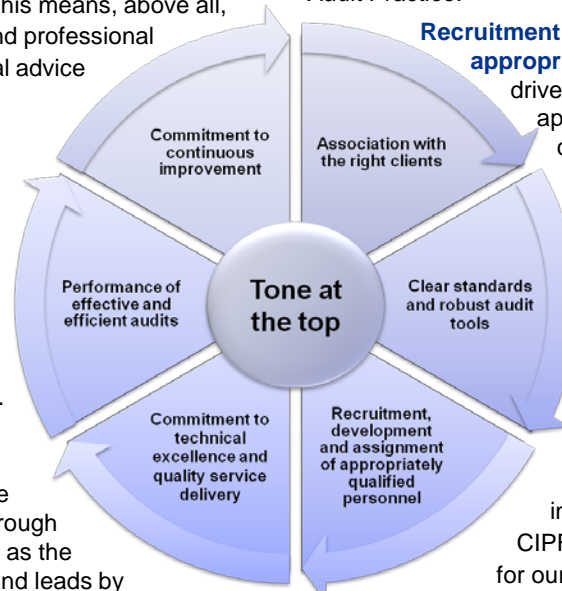 his means, above all,
nd professional
al advice
Audit Practice.
Recruitment
appropr
drive
ap
Commitment to
continuous
improvement
Association with
the right clients
Clear standards
and robust audit
tools
Recruitment,
development
and assignment
of appropriately
qualified
personnel
Commitment to
technical
excellence and
quality service
delivery
Performance of
effective and
efficient audits
Tone at
the top
rough
as the
and leads by
in
CIPF
for our